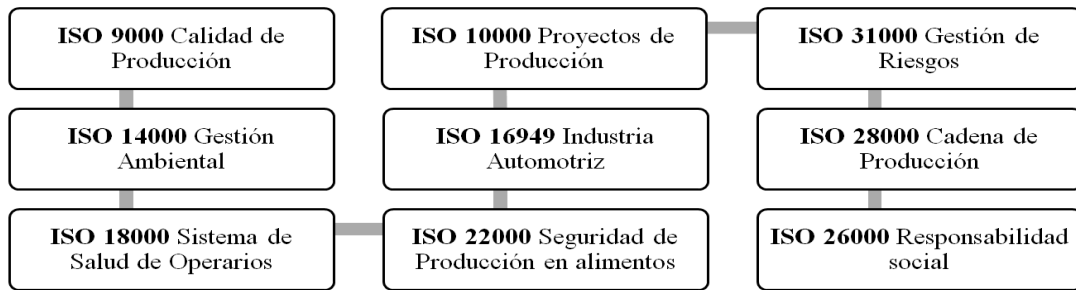 ISO 9000 Calidad de
Producción
ISO 14000 Gestión
Ambiental
ISO 18000 Sistema de
Salud de Operarios
ISO 22000 Seguridad de
Producción en alimentos
ISO 16949 Industria
Automotriz
ISO 10000 Proyectos de
Producción
ISO 31000 Gestión de
Riesgos
ISO 28000 Cadena de
Producción
ISO 26000 Responsabilidad
social